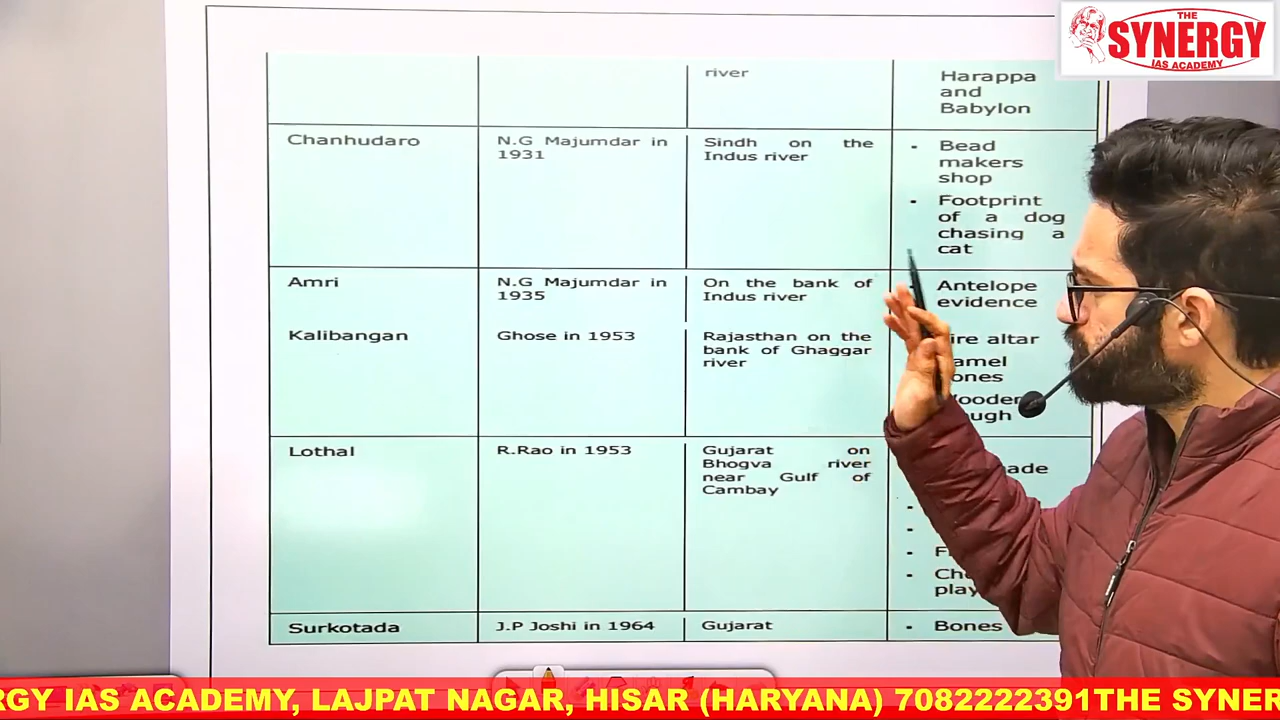 THE
SYNERGY
IAS ACADEMY
river
Harappa
and
Babylon
Chanhudaro
N.G Majumdar in
1931
Sindh on the
Indus river
- Bead
makers
shop
- Footprint
of a dog
chasing a
cat
Amri
N.G Majumdar in
1935
On the bank of
Indus river
Antelope
evidence
Kalibangan
Ghose in 1953
Rajasthan on the
bank of Ghaggar
river
altar
Lothal
R.Rao in 1953
Gujarat on
Bhogva river
near Gulf of
Cambay
Surkotada
J.P Joshi in 1964
Gujarat
- Bones
IAS ACADEMY, LAJPAT NAGAR, HISAR (HARYANA) 7082222391THE